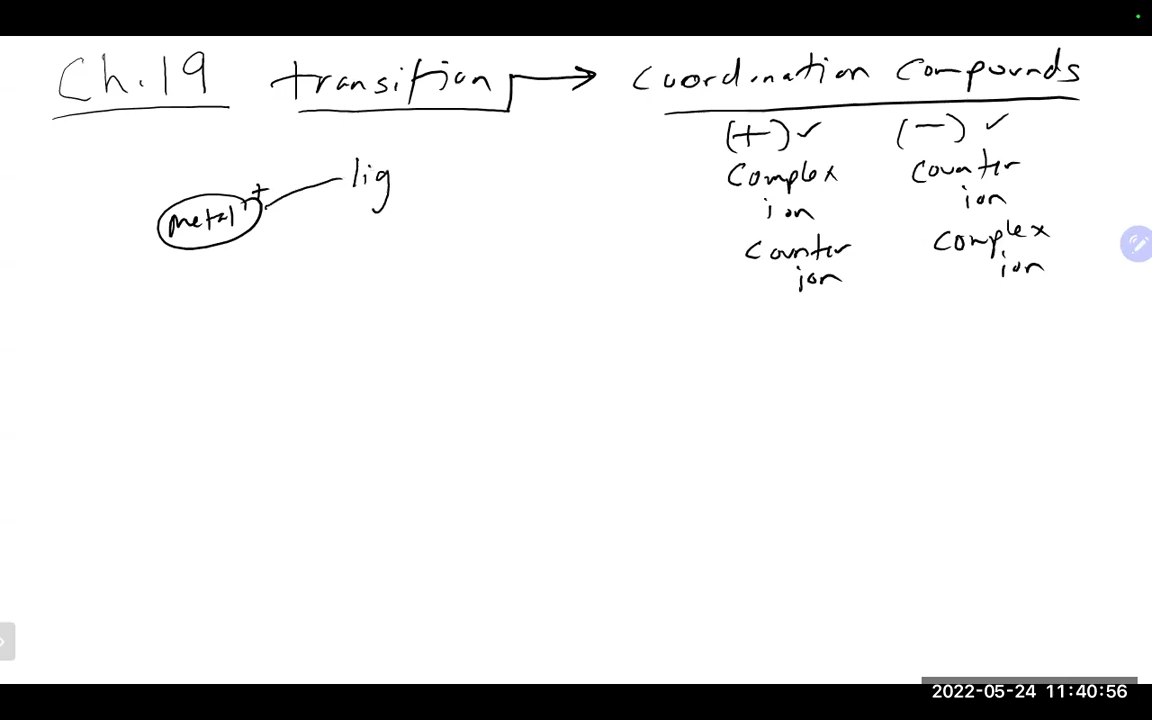 Ch.19 transition → Coordination Compounds
(+) ✓ (−) ✓
Complex ion
Counter ion
Counter ion
Complex ion
metal n+ lig
2022-05-24 11:40:56